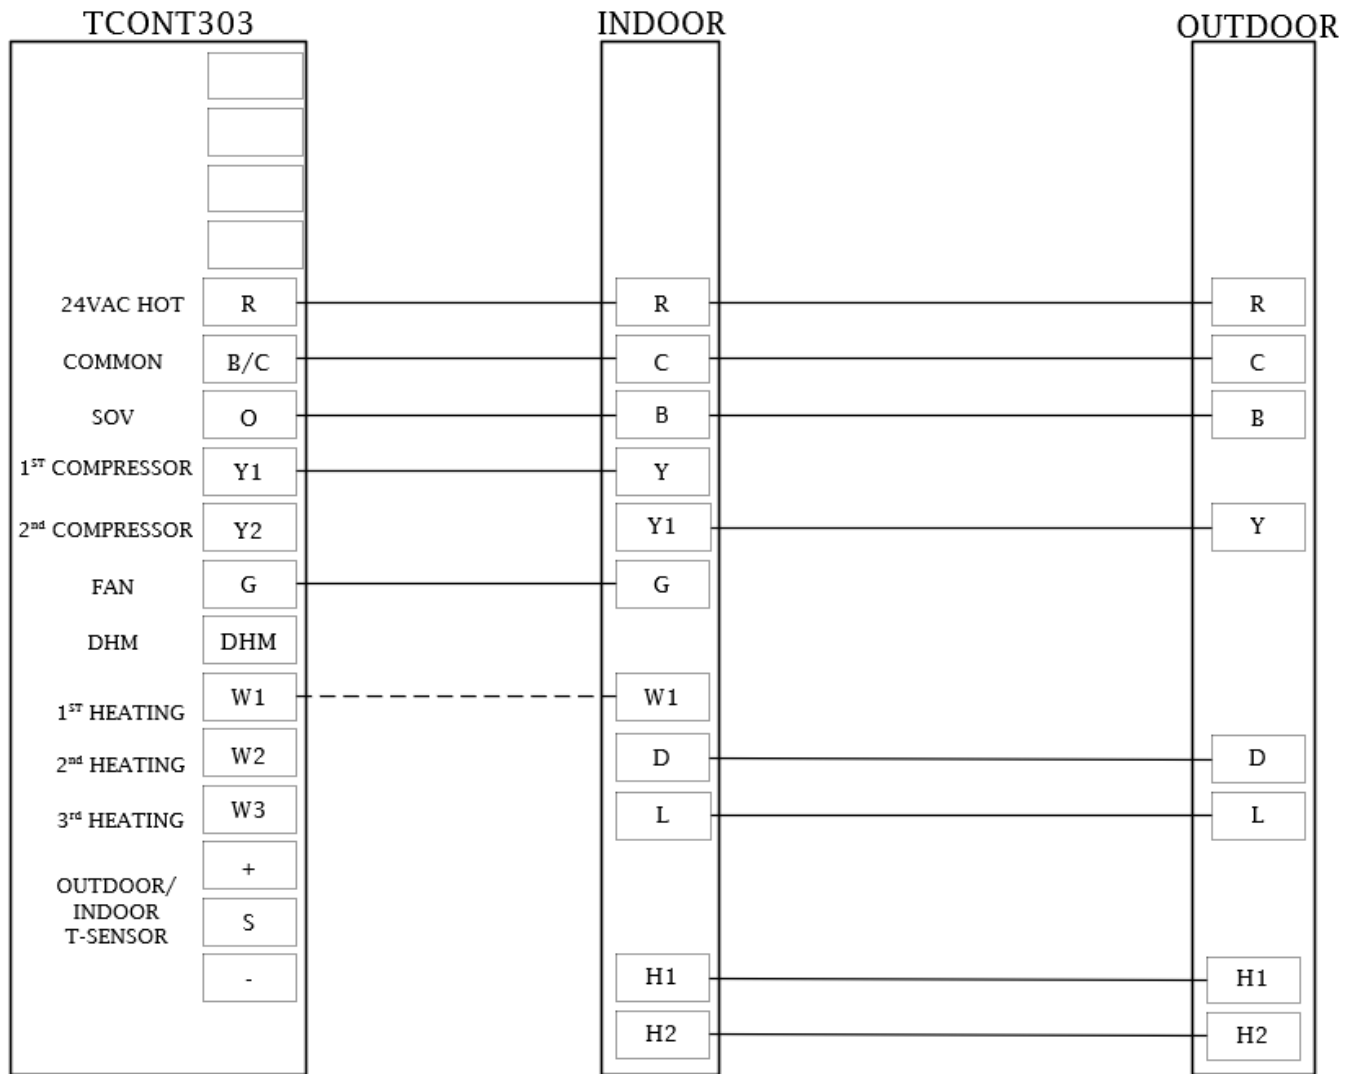 TCONT303 INDOOR OUTDOOR
24VAC HOT R R R
COMMON B/C C C
SOV O B B
1ST COMPRESSOR Y1 Y
2nd COMPRESSOR Y2 Y1 Y
FAN G G
DHM DHM
1ST HEATING W1 W1
2nd HEATING W2 D D
3rd HEATING W3 L L
+
OUTDOOR/
INDOOR S
T-SENSOR
- H1 H1
H2 H2